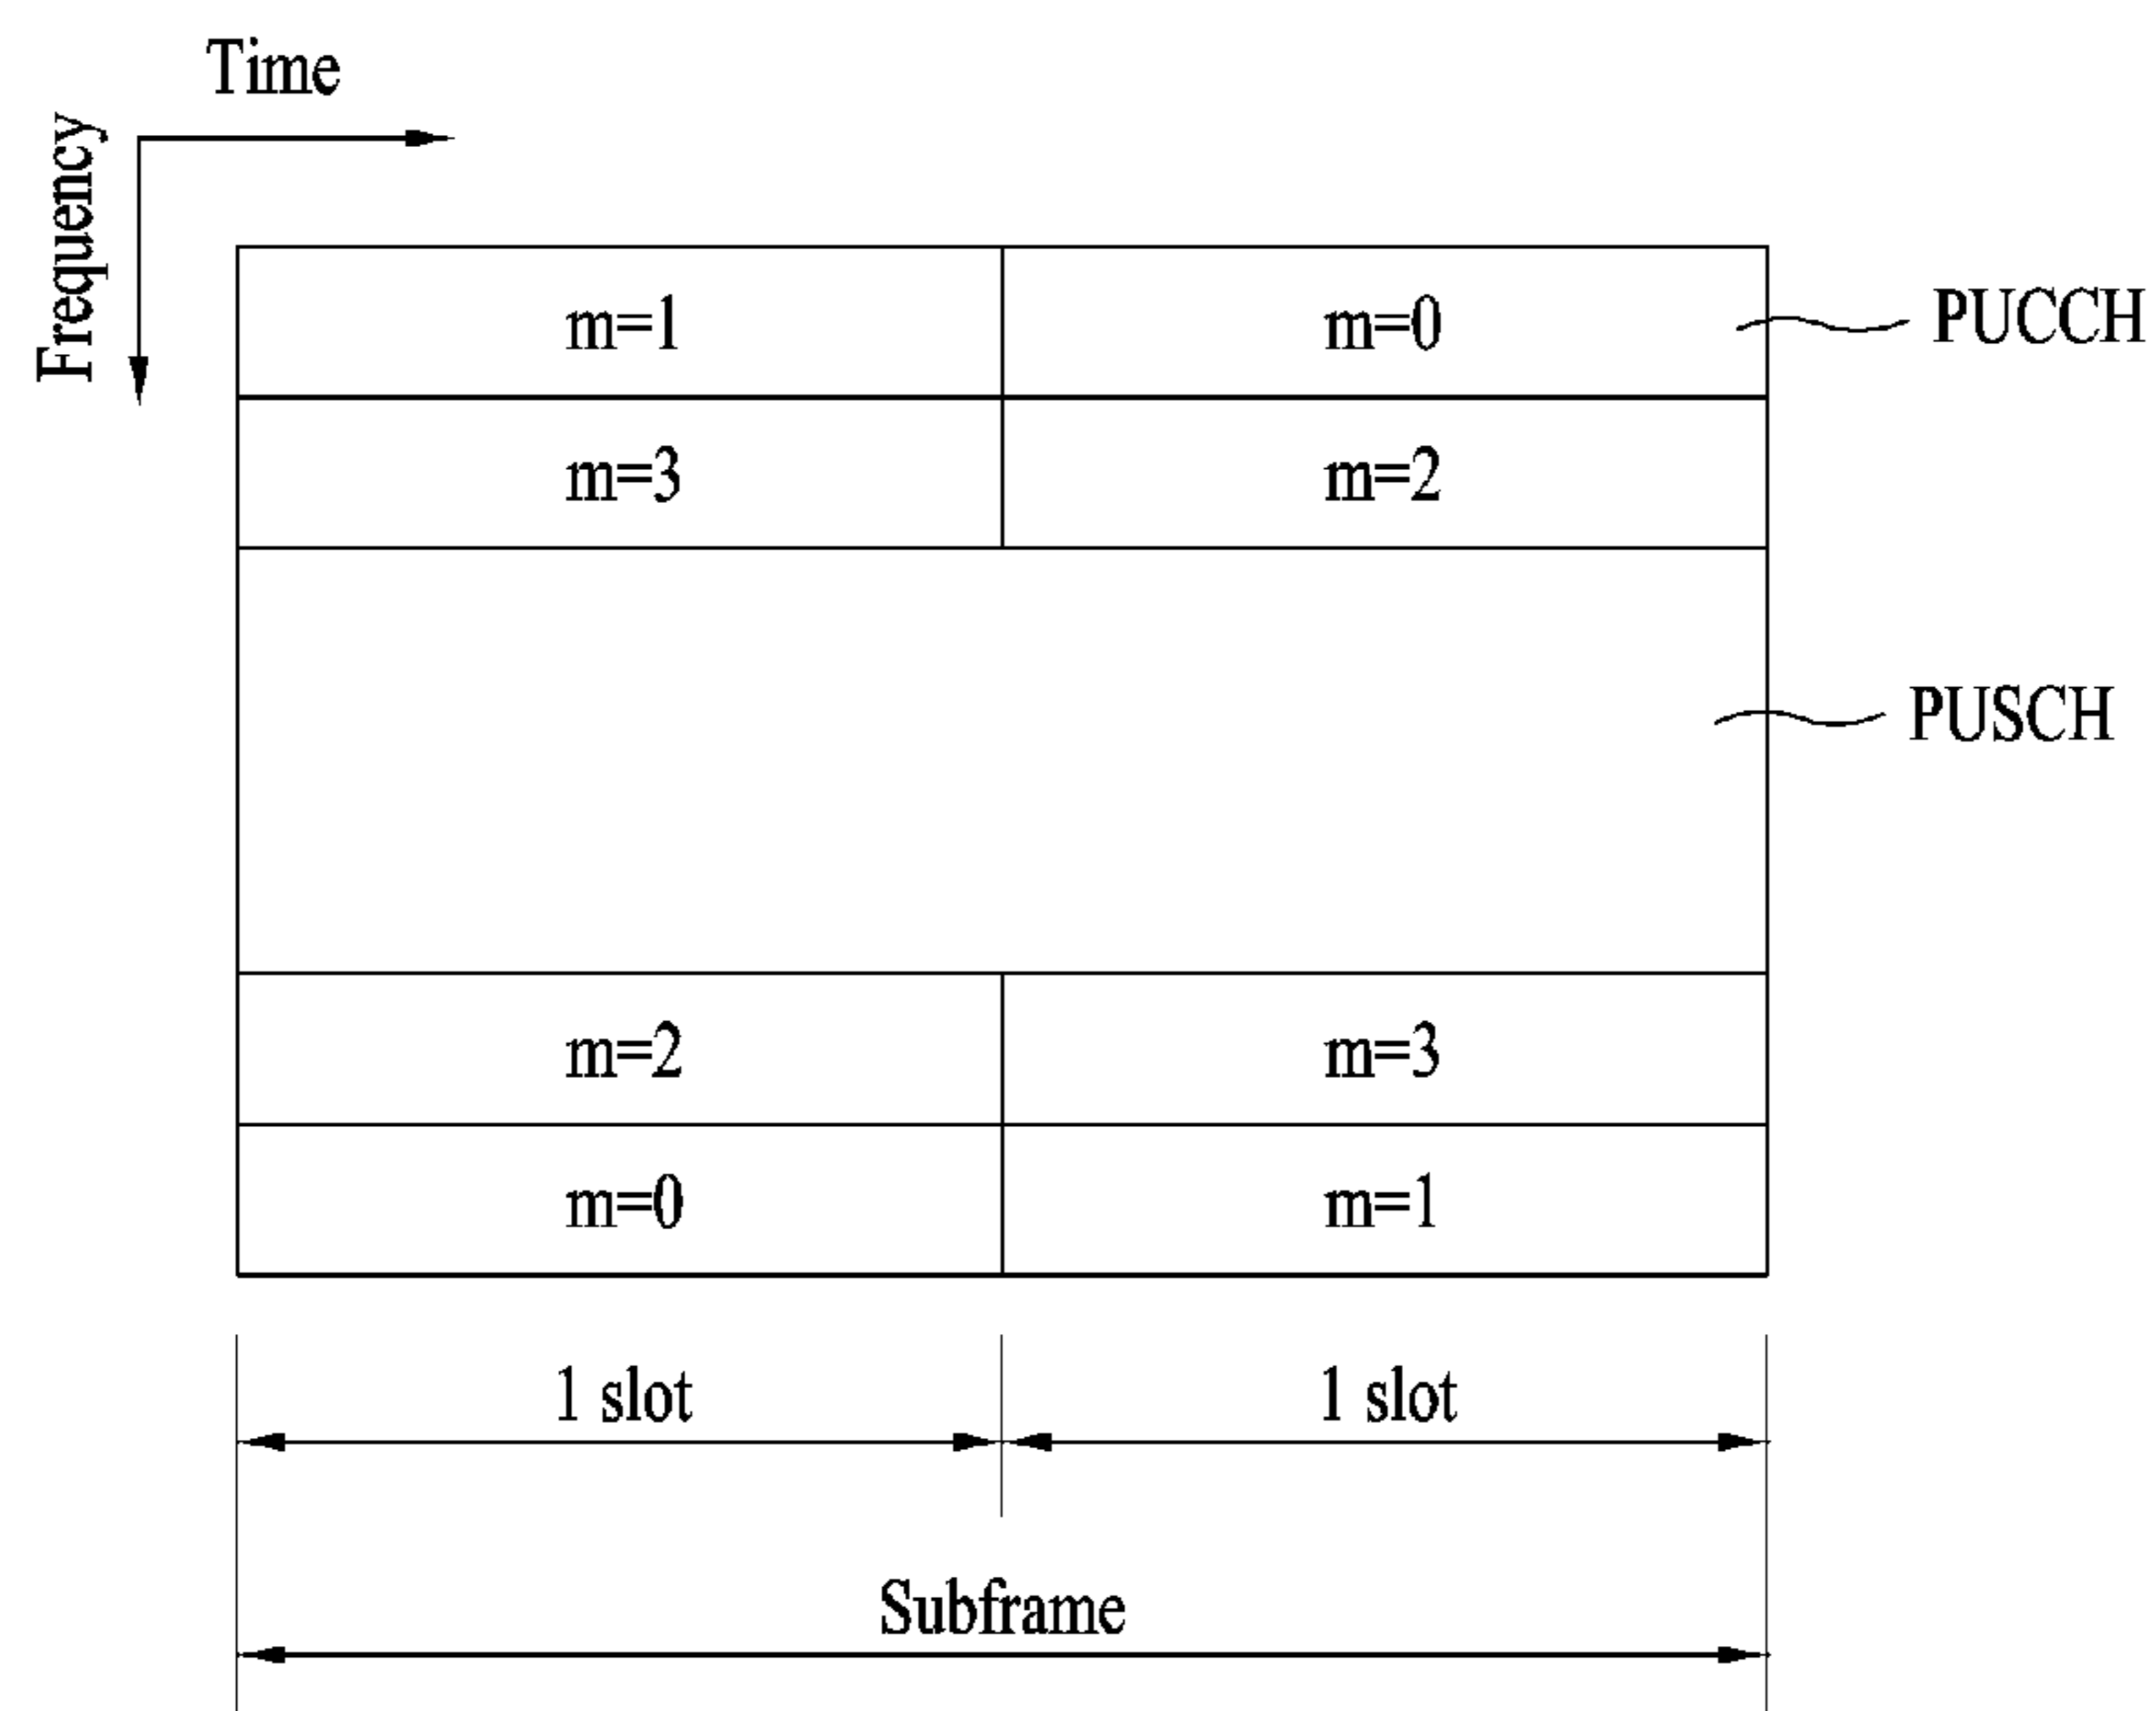 Time
Frequency
m=1 m=0 PUCCH
m=3 m=2
PUSCH
m=2 m=3
m=0 m=1
1 slot 1 slot
Subframe